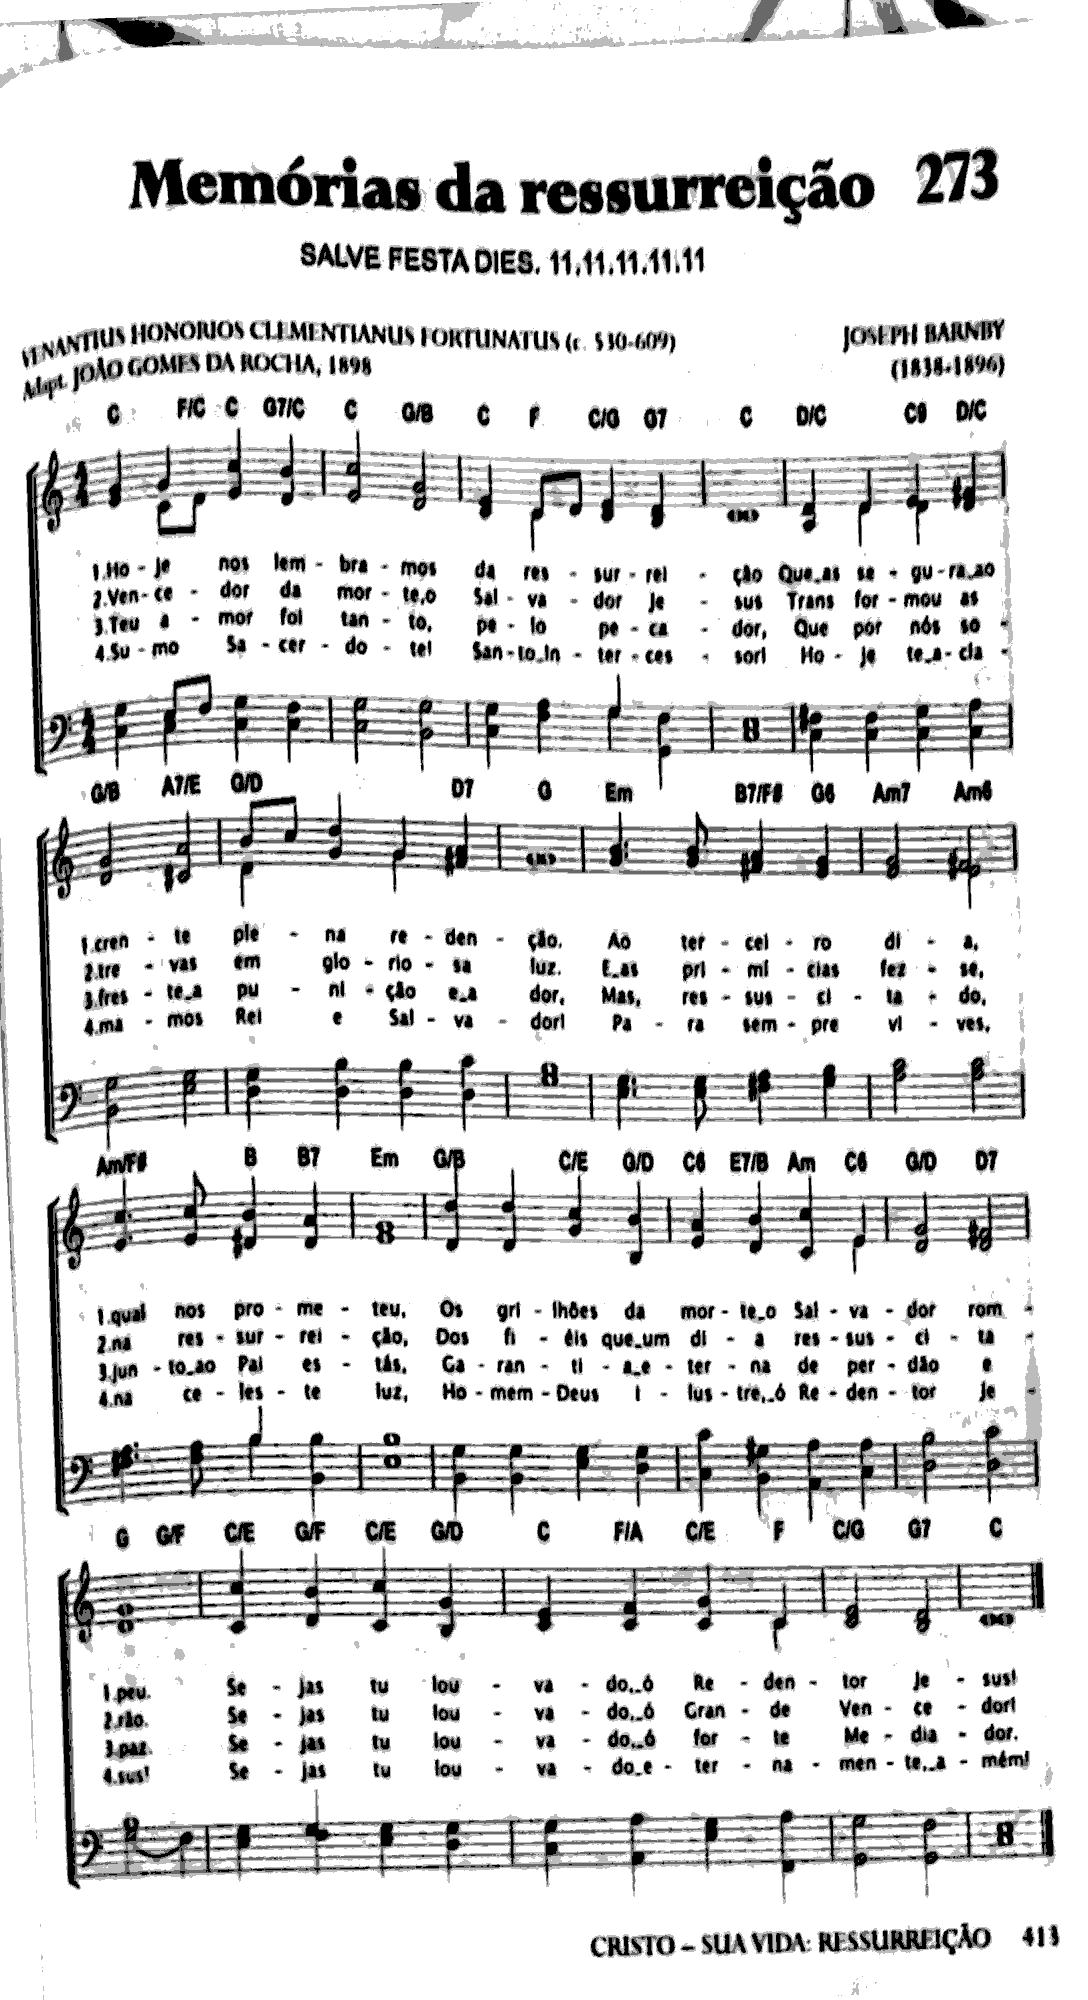 Memórias da ressurreição 273
SALVE FESTA DIES. 11.11.11.11.11
VENANTIUS HONORIOS CLEMENTIANUS FORTUNATUS (c. 530-609) JOSEPH BARNBY
Adapt. JOÃO GOMES DA ROCHA, 1898 (1838-1896)
C F/C C G7/C C G/B C F C/G G7 C D/C C6 D/C
1.Ho - je nos lem - bra - mos da res - sur - rei - ção Que_as se - gu - ra_ao
2.Ven - ce - dor da mor - te,o Sal - va - dor Je - sus Trans for - mou as
3.Teu a - mor foi tan - to, pe - lo pe - ca - dor, Que por nós so -
4.Su - mo Sa - cer - do - te! San - to_In - ter - ces - sor! Ho - je te_a - cla -
G/B A7/E G/D D7 G Em B7/F# G6 Am7 Am6
1.cren - te ple - na re - den - ção. Ao ter - cei - ro di - a,
2.tre - vas em glo - rio - sa luz. E_as pri - mí - cias fez - se,
3.fres - te_a pu - ni - ção e_a dor, Mas, res - sus - ci - ta - do,
4.ma - mos Rei e Sal - va - dor! Pa - ra sem - pre vi - ves,
Am/F# B B7 Em G/B C/E G/D C6 E7/B Am C6 G/D D7
1.qual nos pro - me - teu, Os gri - lhões da mor - te_o Sal - va - dor rom -
2.na res - sur - rei - ção, Dos fi - éis que_um di - a res - sus - ci - ta -
3.jun - to_ao Pai es - tás, Ga - ran - ti - a_e - ter - na de per - dão e
4.na ce - les - te luz, Ho - mem - Deus i - lus - tre,_ó Re - den - tor Je -
G G/F C/E G/F C/E G/D C F/A C/E F C/G G7 C
1.peu. Se - jas tu lou - va - do,_ó Re - den - tor Je - sus!
2.rão. Se - jas tu lou - va - do,_ó Gran - de Ven - ce - dor!
3.paz. Se - jas tu lou - va - do,_ó for - te Me - dia - dor.
4.sus! Se - jas tu lou - va - do_e - ter - na - men - te,_a - mém!
CRISTO – SUA VIDA: RESSURREIÇÃO 413